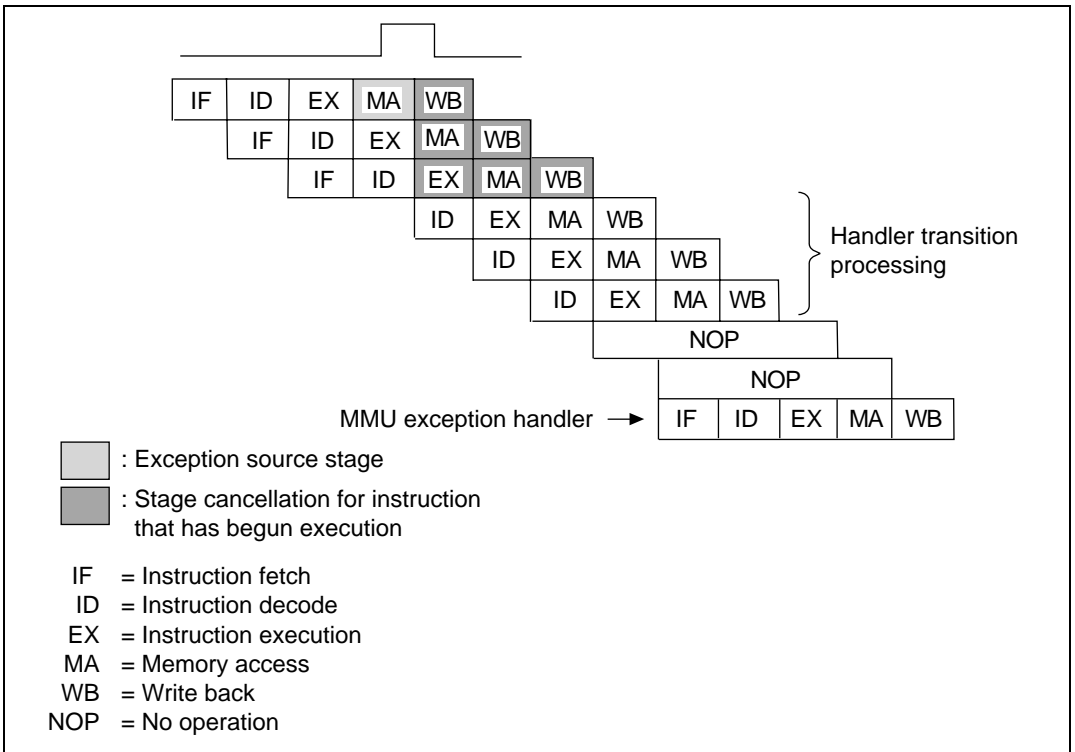 IF ID EX MA WB
IF ID EX MA WB
IF ID EX MA WB
ID EX MA WB
ID EX MA WB
ID EX MA WB
Handler transition
processing
NOP
NOP
MMU exception handler IF ID EX MA WB
: Exception source stage
: Stage cancellation for instruction
that has begun execution
IF = Instruction fetch
ID = Instruction decode
EX = Instruction execution
MA = Memory access
WB = Write back
NOP = No operation